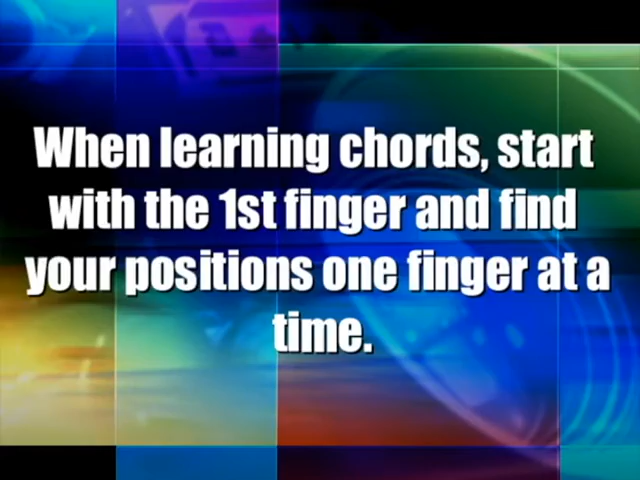 When learning chords, start
with the 1st finger and find
your positions one finger at a
time.